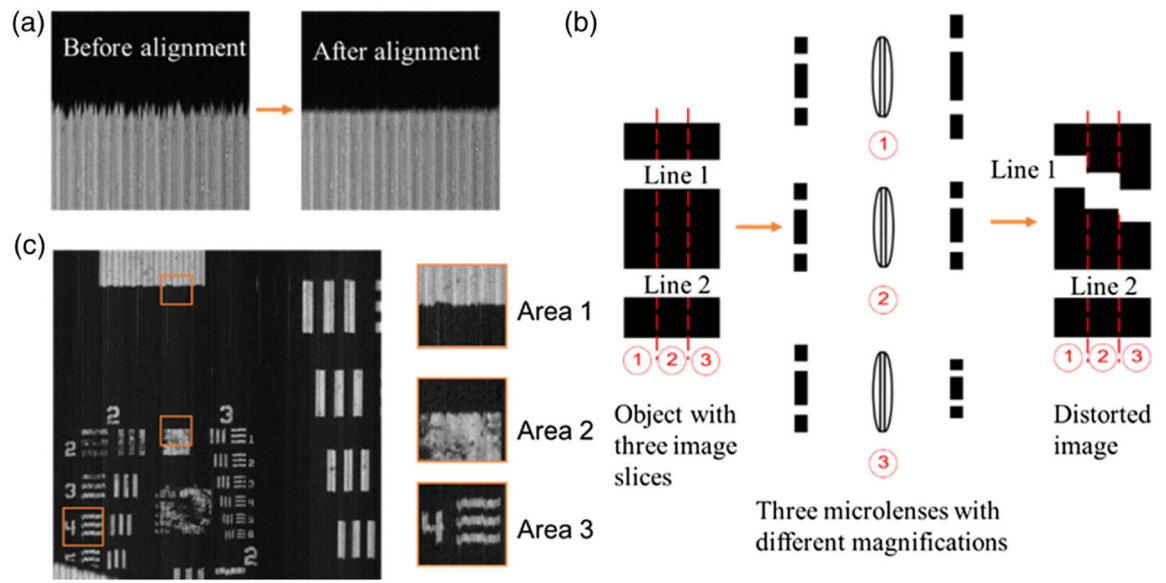 (a)
Before alignment
After alignment
(b)
Line 1
Line 2
①
②
③
Object with
three image
slices
①
②
③
Three microlenses with
different magnifications
Line 1
Line 2
①
②
③
Distorted
image
(c)
2
3
2
3
4
1
2
2
Area 1
Area 2
4
Area 3